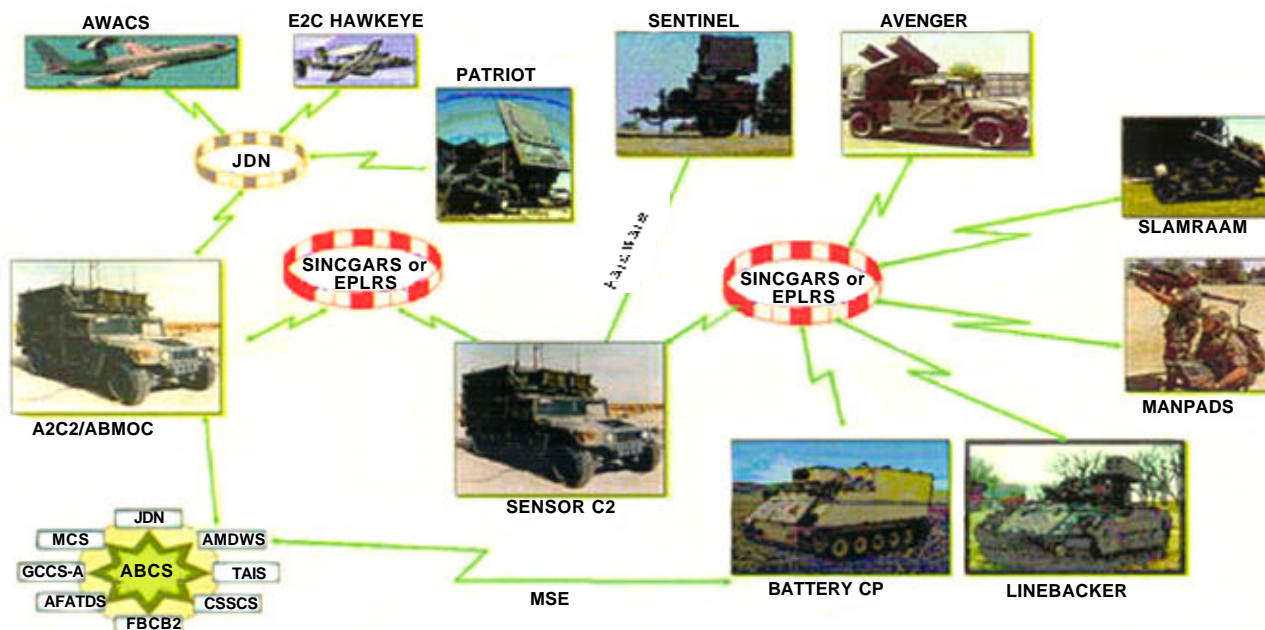 AWACS
E2C HAWKEYE
SENTINEL
AVENGER
PATRIOT
JDN
SLAMRAAM
SINCGARS or
EPLRS
SINCGARS or
EPLRS
MANPADS
A2C2/ABMOC
SENSOR C2
BATTERY CP
LINEBACKER
MSE
JDN
MCS
AMDWS
GCCS-A
ABCS
TAIS
AFATDS
CSSCS
FBCB2